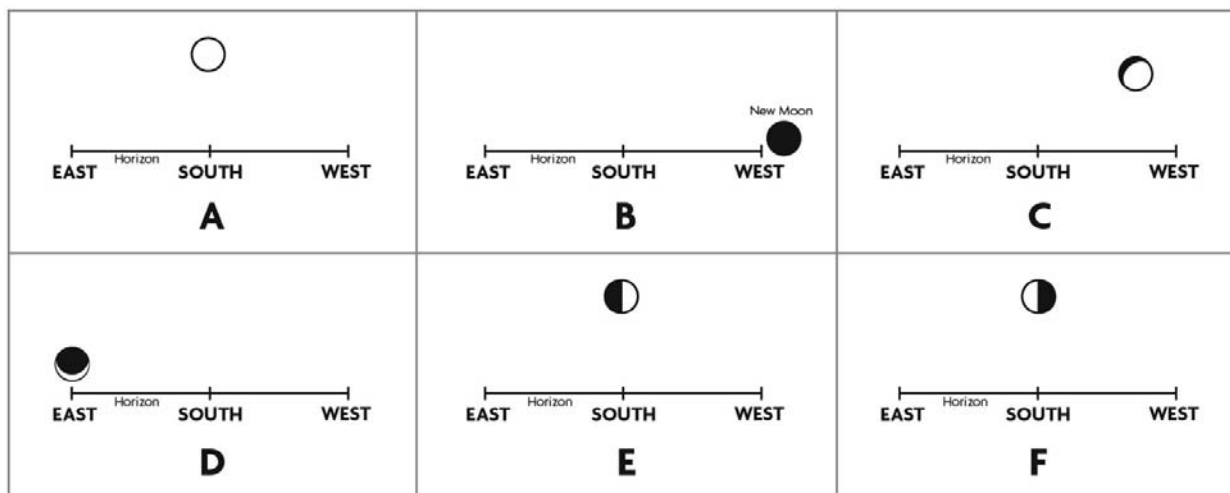 Horizon
EAST SOUTH WEST
A
New Moon
Horizon
EAST SOUTH WEST
B
Horizon
EAST SOUTH WEST
C
Horizon
EAST SOUTH WEST
D
Horizon
EAST SOUTH WEST
E
Horizon
EAST SOUTH WEST
F